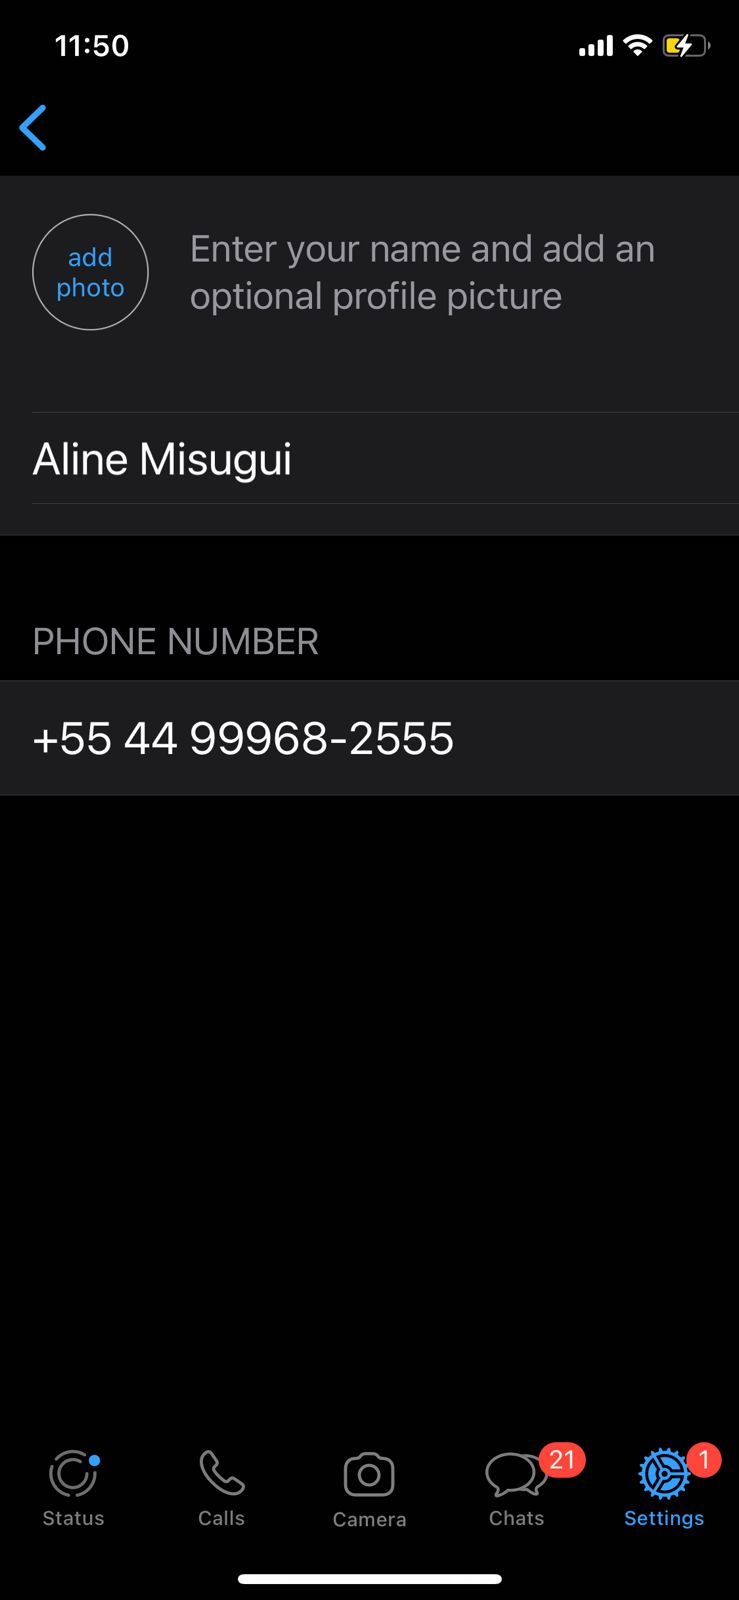 11:50
add
photo
Enter your name and add an
optional profile picture
Aline Misugui
PHONE NUMBER
+55 44 99968-2555
21
1
Status
Calls
Camera
Chats
Settings